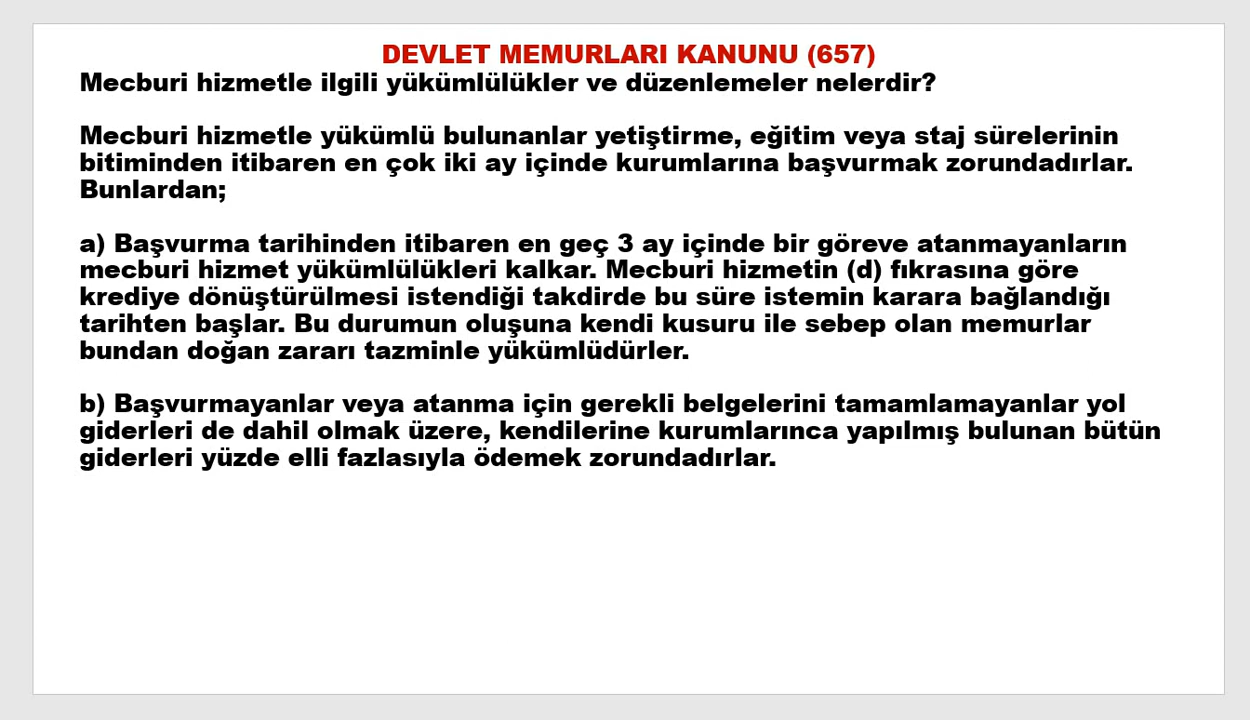 DEVLET MEMURLARI KANUNU (657)
Mecburi hizmetle ilgili yükümlülükler ve düzenlemeler nelerdir?
Mecburi hizmetle yükümlü bulunanlar yetiştirme, eğitim veya staj sürelerinin
bitiminden itibaren en çok iki ay içinde kurumlarına başvurmak zorundadırlar.
Bunlardan;
a) Başvurma tarihinden itibaren en geç 3 ay içinde bir göreve atanmayanların
mecburi hizmet yükümlülükleri kalkar. Mecburi hizmetin (d) fıkrasına göre
krediye dönüştürülmesi istendiği takdirde bu süre istemin karara bağlandığı
tarihten başlar. Bu durumun oluşuna kendi kusuru ile sebep olan memurlar
bundan doğan zararı tazminle yükümlüdürler.
b) Başvurmayanlar veya atanma için gerekli belgelerini tamamlamayanlar yol
giderleri de dahil olmak üzere, kendilerine kurumlarınca yapılmış bulunan bütün
giderleri yüzde elli fazlasıyla ödemek zorundadırlar.